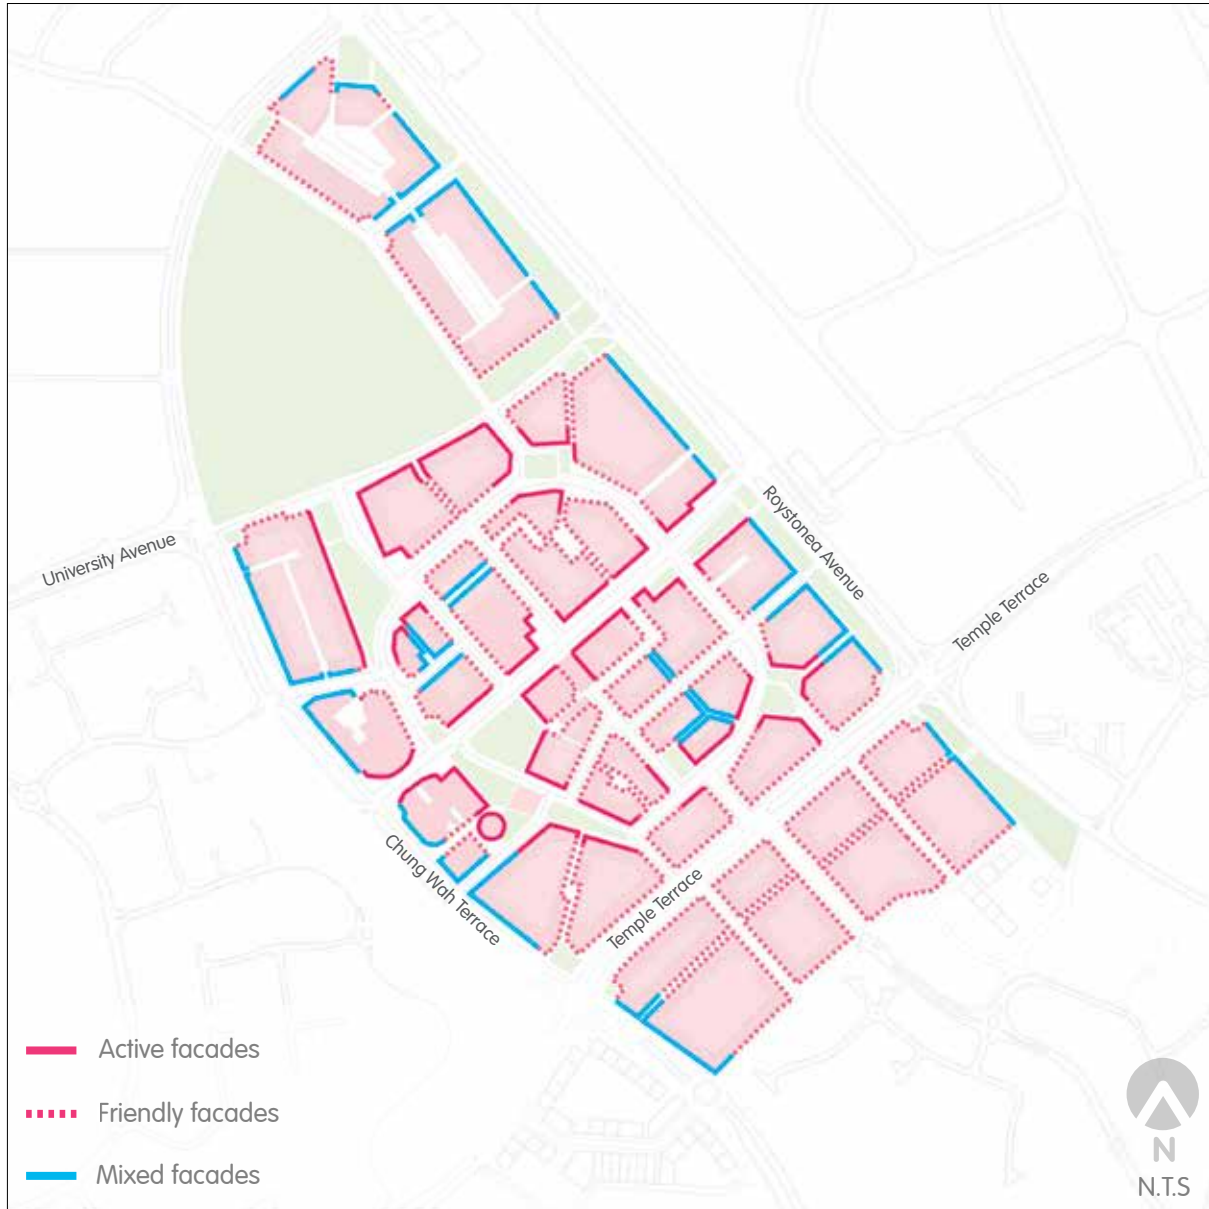 University Avenue
Roystonea Avenue
Temple Terrace
Chung Wah Terrace
Temple Terrace
Active facades
Friendly facades
Mixed facades
N
N.T.S